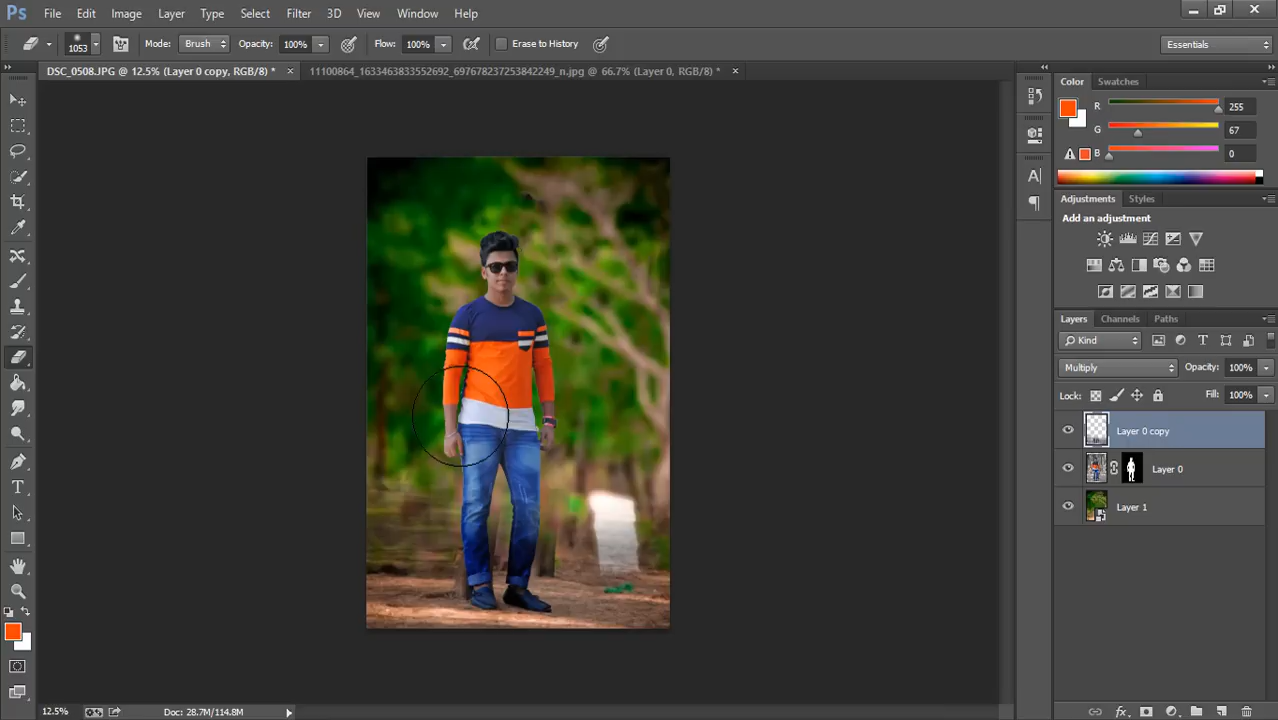 Ps File Edit Image Layer Type Select Filter 3D View Window Help
1053 Mode: Brush Opacity: 100% Flow: 100% Erase to History Essentials
DSC_0508.JPG @ 12.5% (Layer 0 copy, RGB/8) * × 11100864_1633463833552692_697678237253842249_n.jpg @ 66.7% (Layer 0, RGB/8) * ×
Color Swatches
R 255
G 67
B 0
Adjustments Styles
Add an adjustment
Layers Channels Paths
Kind
Multiply Opacity: 100%
Lock: Fill: 100%
Layer 0 copy
Layer 0
Layer 1
12.5% Doc: 28.7M/114.8M